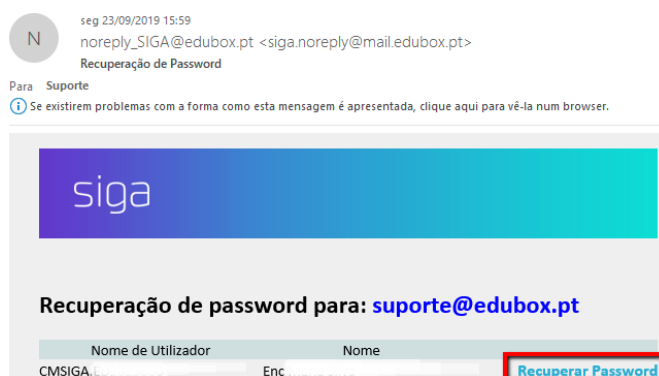 N
seg 23/09/2019 15:59
noreply_SIGA@edubox.pt <siga.noreply@mail.edubox.pt>
Recuperação de Password
Para Suporte
Se existirem problemas com a forma como esta mensagem é apresentada, clique aqui para vê-la num browser.
siga
Recuperação de password para: suporte@edubox.pt
Nome de Utilizador Nome
CMSIGA. Recuperar Password